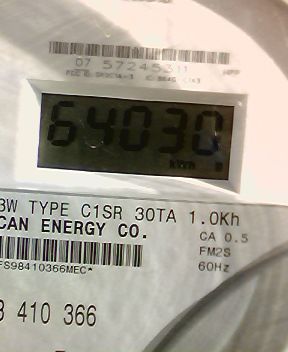 07 57245311
64030
kWh
3W TYPE C1SR 30TA 1.0Kh
CAN ENERGY CO.
CA 0.5
FM2S
60Hz
FS98410366MEC*
3 410 366